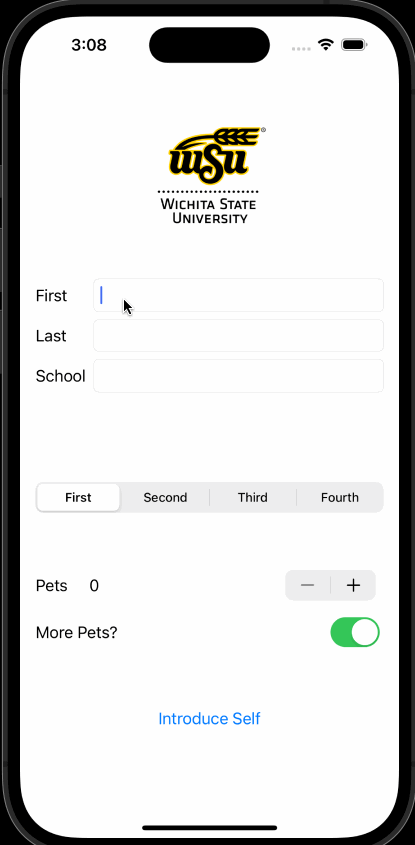 3:08
wsu®
WICHITA STATE
UNIVERSITY
First
Last
School
First Second Third Fourth
Pets 0
More Pets?
Introduce Self